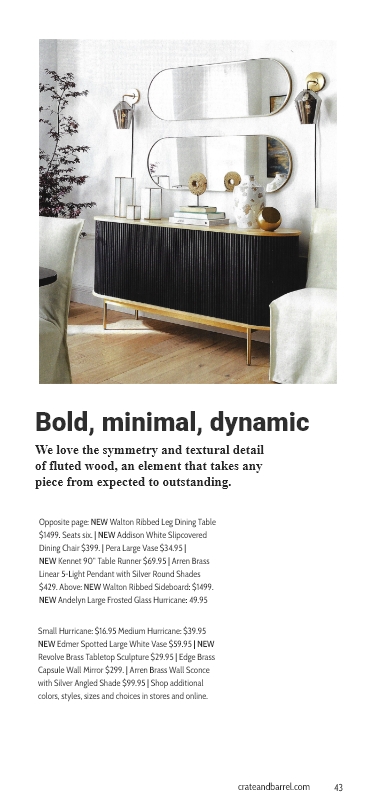 Bold, minimal, dynamic
We love the symmetry and textural detail
of fluted wood, an element that takes any
piece from expected to outstanding.
Opposite page: NEW Walton Ribbed Leg Dining Table
$1499. Seats six. | NEW Addison White Slipcovered
Dining Chair $399. | Pera Large Vase $34.95 |
NEW Kennet 90" Table Runner $69.95 | Arren Brass
Linear 5-Light Pendant with Silver Round Shades
$429. Above: NEW Walton Ribbed Sideboard: $1499.
NEW Andelyn Large Frosted Glass Hurricane: 49.95
Small Hurricane: $16.95 Medium Hurricane: $39.95
NEW Edmer Spotted Large White Vase $59.95 | NEW
Revolve Brass Tabletop Sculpture $29.95 | Edge Brass
Capsule Wall Mirror $299. | Arren Brass Wall Sconce
with Silver Angled Shade $99.95 | Shop additional
colors, styles, sizes and choices in stores and online.
crateandbarrel.com 43